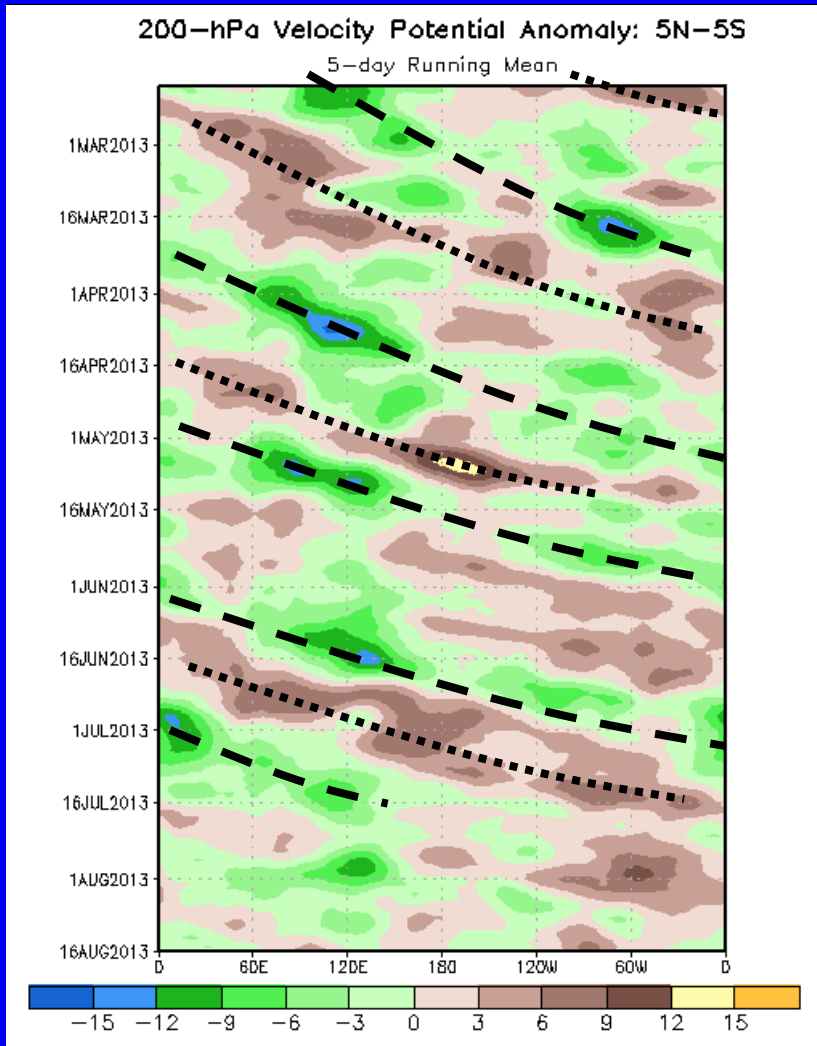 200-hPa Velocity Potential Anomaly: 5N-5S
5-day Running Mean
1MAR2013
16MAR2013
1APR2013
16APR2013
1MAY2013
16MAY2013
1JUN2013
16JUN2013
1JUL2013
16JUL2013
1AUG2013
16AUG2013
0 60E 120E 180 120W 60W 0
-15 -12 -9 -6 -3 0 3 6 9 12 15